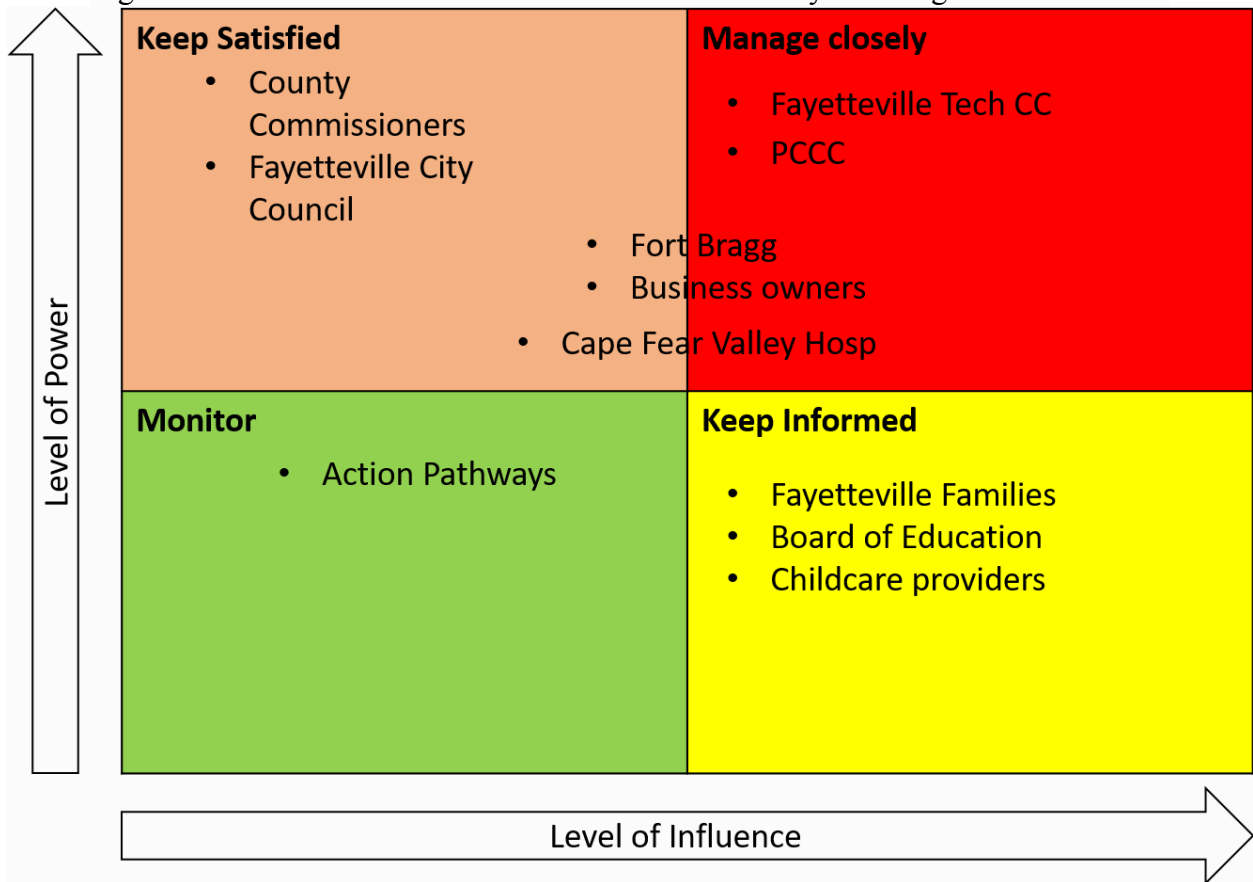 Keep Satisfied
• County
Commissioners
• Fayetteville City
Council
Manage closely
• Fayetteville Tech CC
• PCCC
• Fort Bragg
• Business owners
• Cape Fear Valley Hosp
Monitor
• Action Pathways
Keep Informed
• Fayetteville Families
• Board of Education
• Childcare providers
Level of Power
Level of Influence